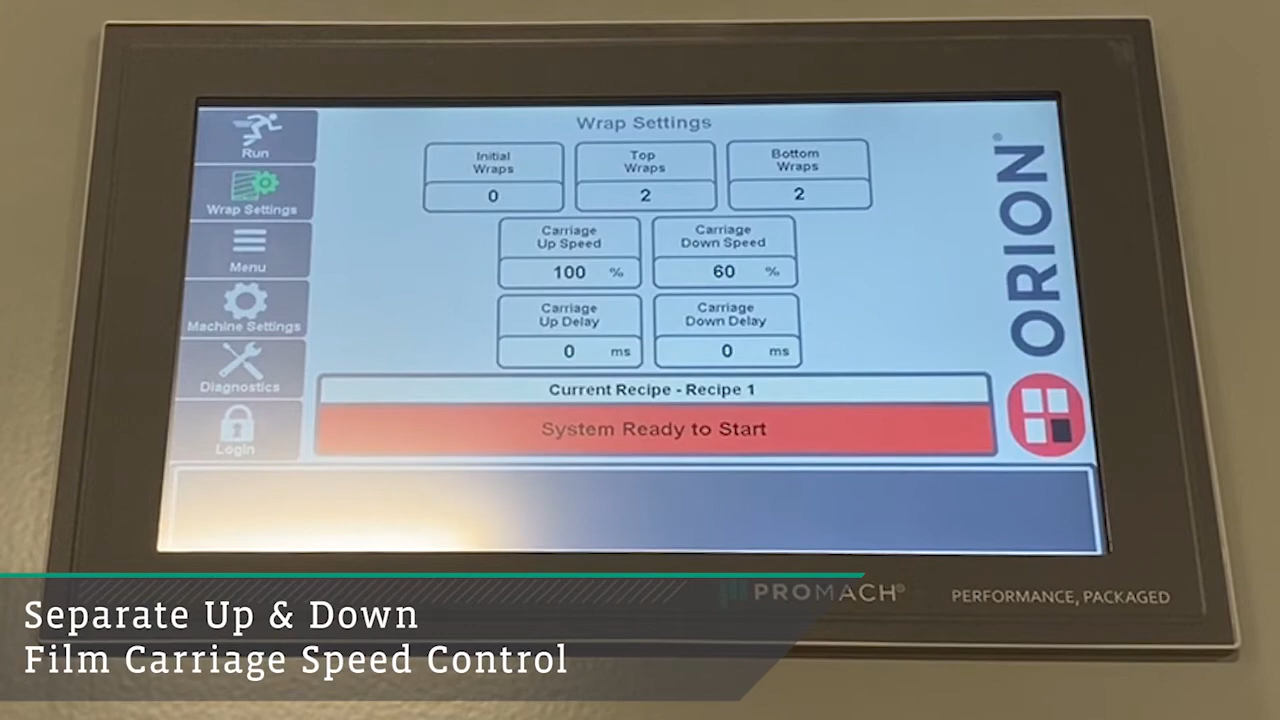 Wrap Settings
Run
Wrap Settings
Menu
Machine Settings
Diagnostics
Login
Initial
Wraps
0
Top
Wraps
2
Bottom
Wraps
2
Carriage
Up Speed
100 %
Carriage
Down Speed
60 %
Carriage
Up Delay
0 ms
Carriage
Down Delay
0 ms
Current Recipe - Recipe 1
System Ready to Start
ORION®
PROMACH® PERFORMANCE, PACKAGED
Separate Up & Down
Film Carriage Speed Control